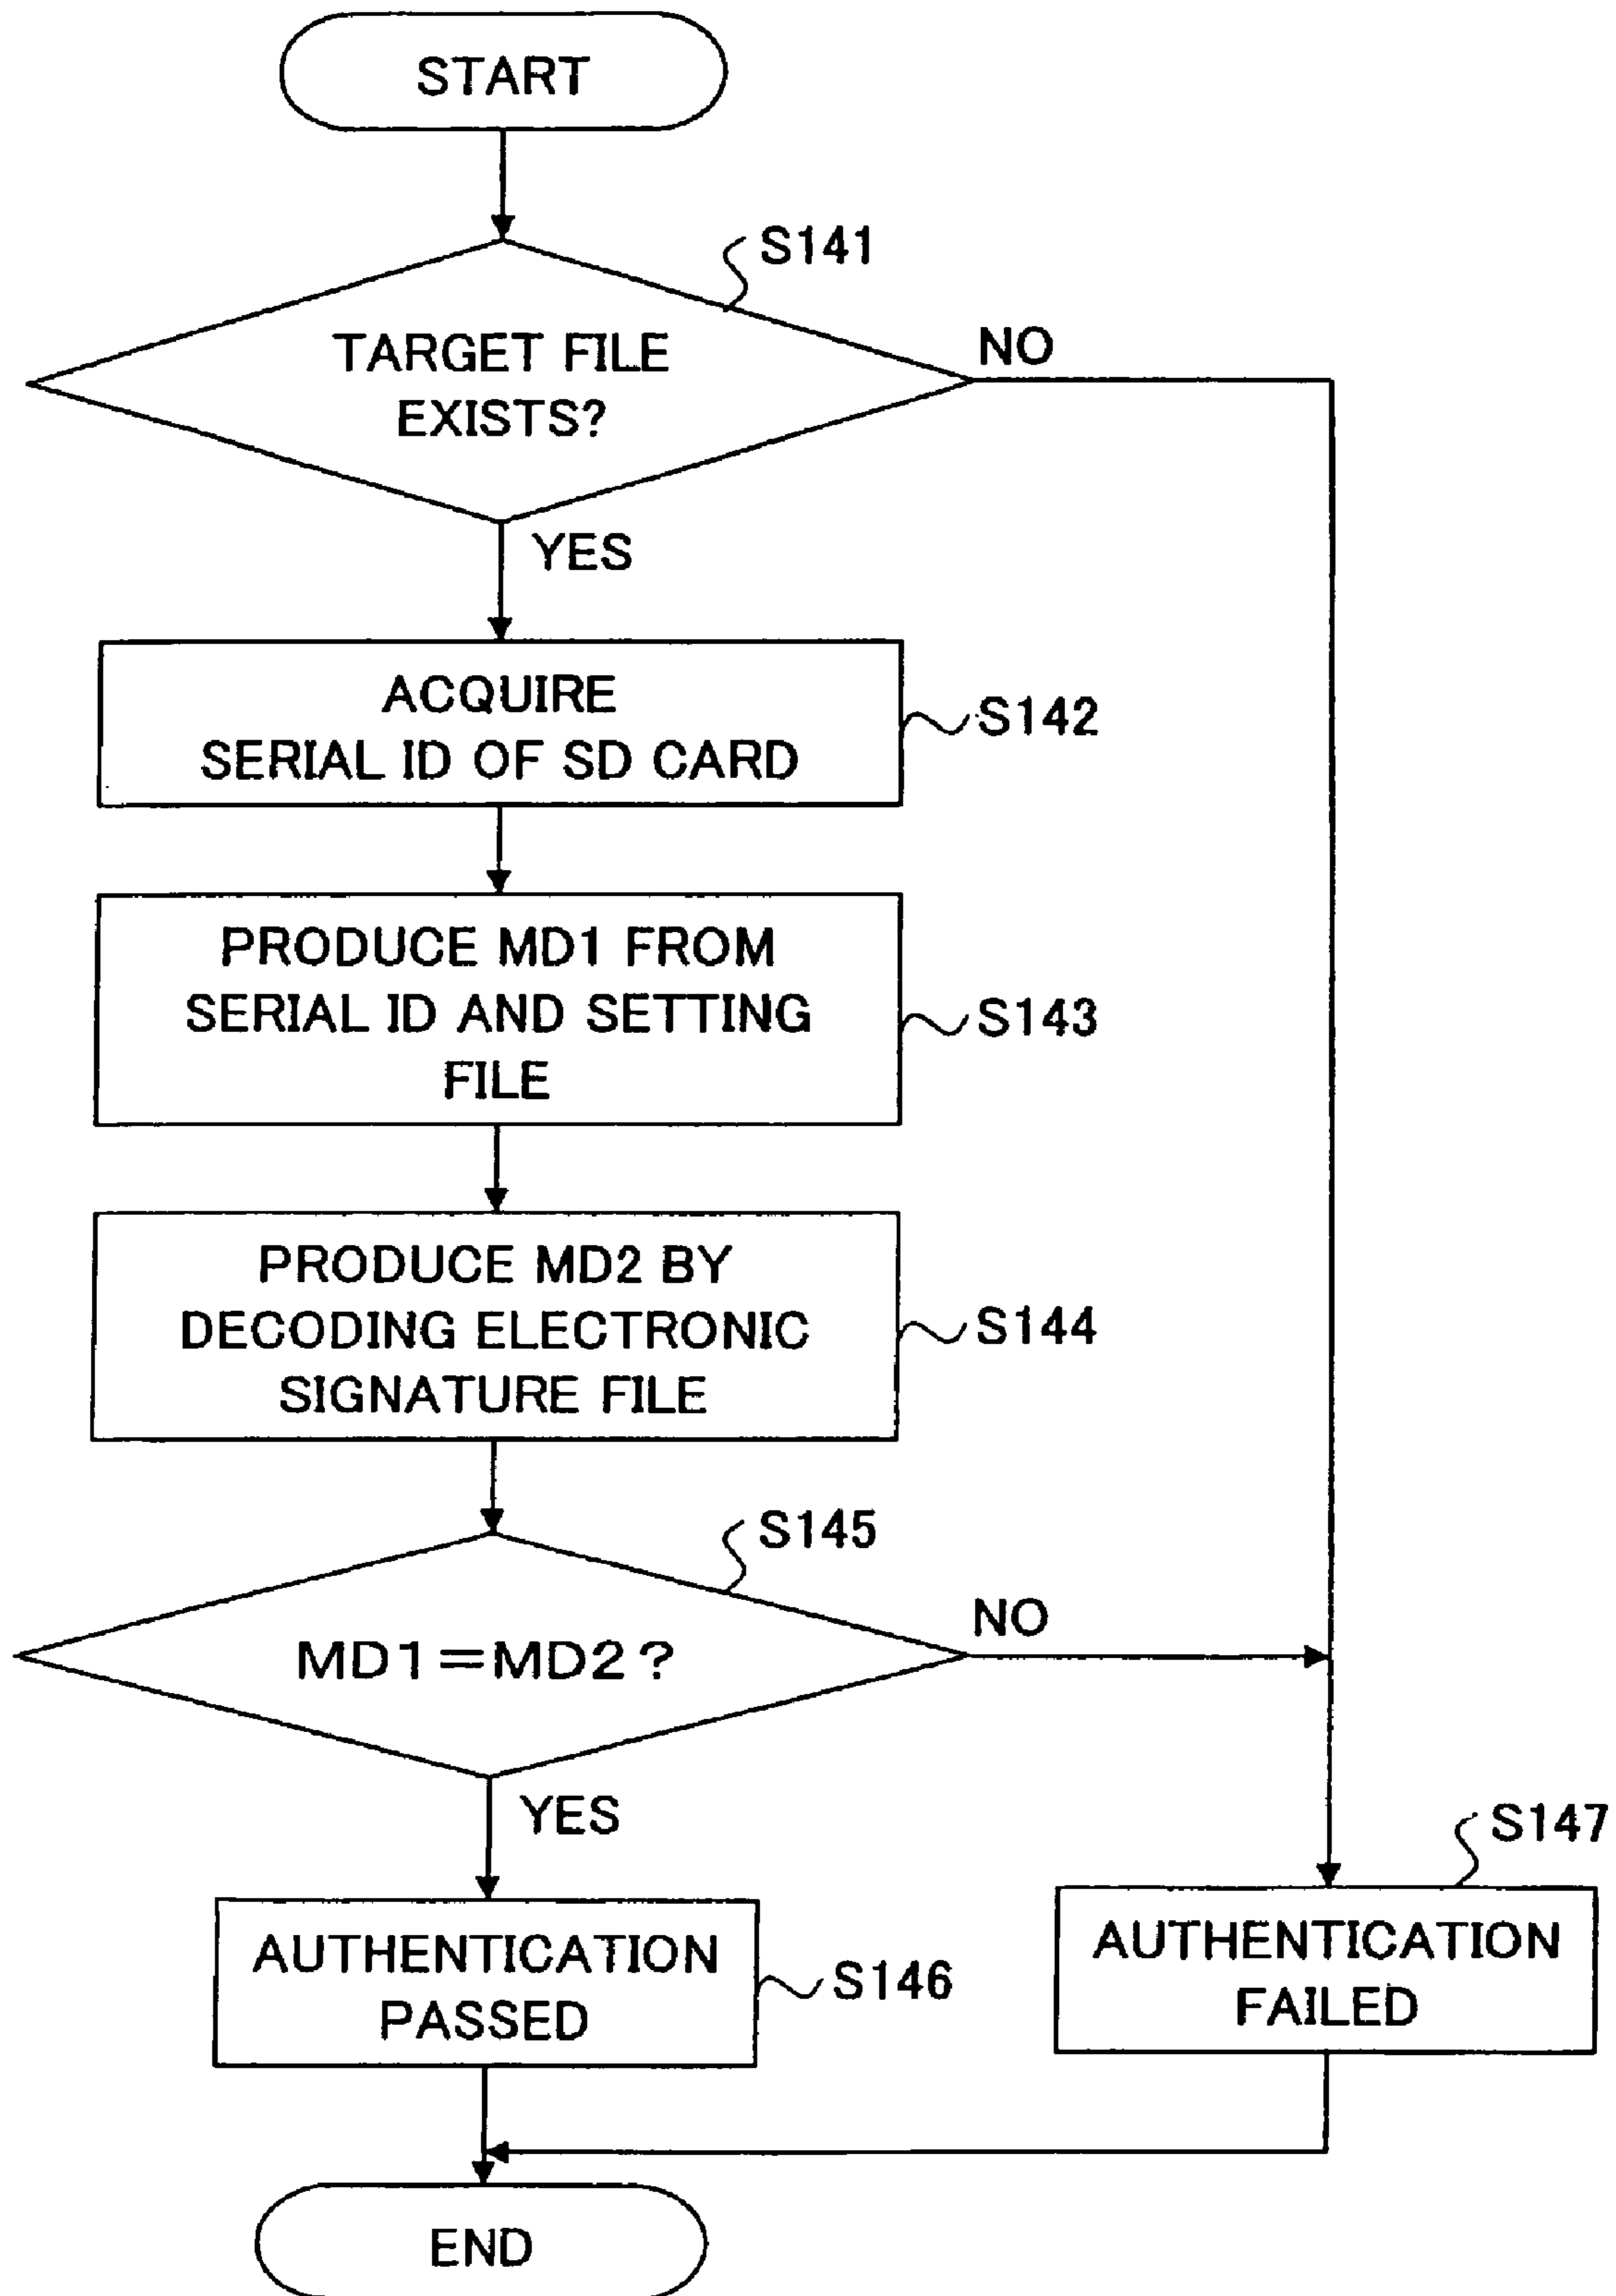 START
S141
TARGET FILE
EXISTS?
NO
YES
ACQUIRE
SERIAL ID OF SD CARD
S142
PRODUCE MD1 FROM
SERIAL ID AND SETTING
FILE
S143
PRODUCE MD2 BY
DECODING ELECTRONIC
SIGNATURE FILE
S144
S145
MD1=MD2?
NO
YES
AUTHENTICATION
PASSED
S146
S147
AUTHENTICATION
FAILED
END